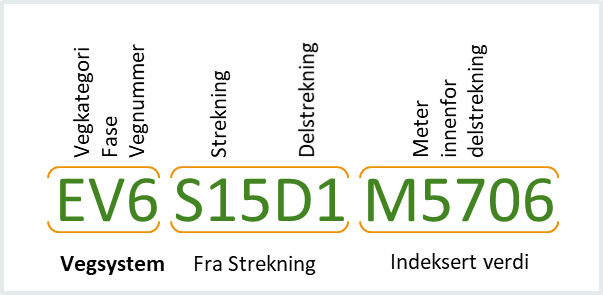 Vegkategori
Fase
Vegnummer
Strekning
Delstrekning
Meter
innenfor
delstrekning
EV6 S15D1 M5706
Vegsystem Fra Strekning Indeksert verdi